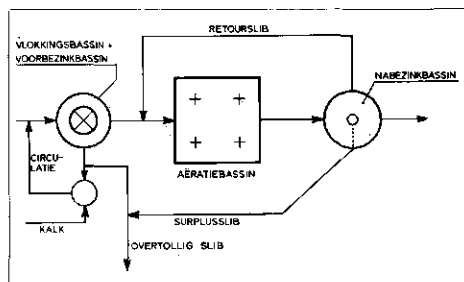 RETOURSLIB
VLOKKINGSBASSIN +
VOORBEZINKBASSIN
NABEZINKBASSIN
CIRCU-
LATIE
AËRATIEBASSIN
KALK
SURPLUSSLIB
OVERTOLLIG SLIB